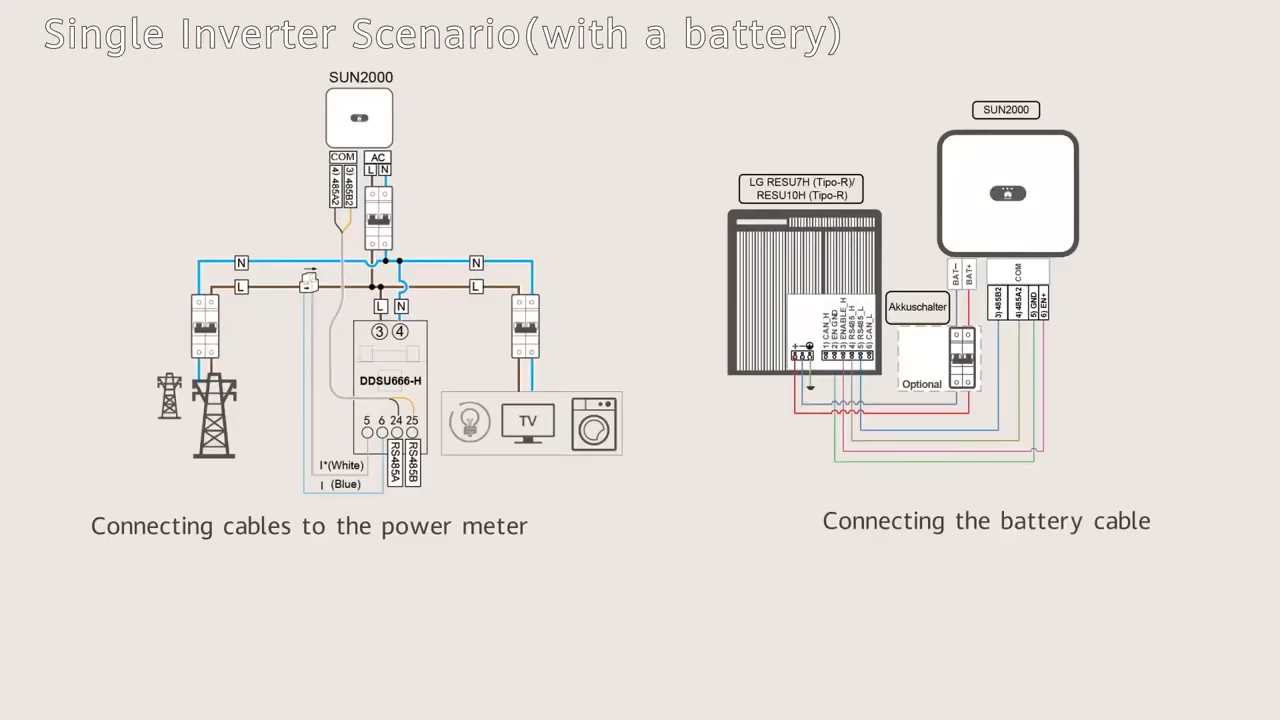 Single Inverter Scenario(with a battery)
SUN2000
COM
AC
4) 485A2
3) 485B2
L
N
N
N
L
L
L
N
3
4
DDSU666-H
5
6
24
25
RS485A
RS485B
I*(White)
I (Blue)
TV
Connecting cables to the power meter
SUN2000
LG RESU7H (Tipo-R)/
RESU10H (Tipo-R)
BAT−
BAT+
COM
3) 485B2
4) 485A2
5) GND
6) EN+
Akkuschalter
Optional
+
−
1) CAN_H
2) EN GND
3) ENABLE_H
4) RS485_H
5) RS485_L
6) CAN_L
Connecting the battery cable